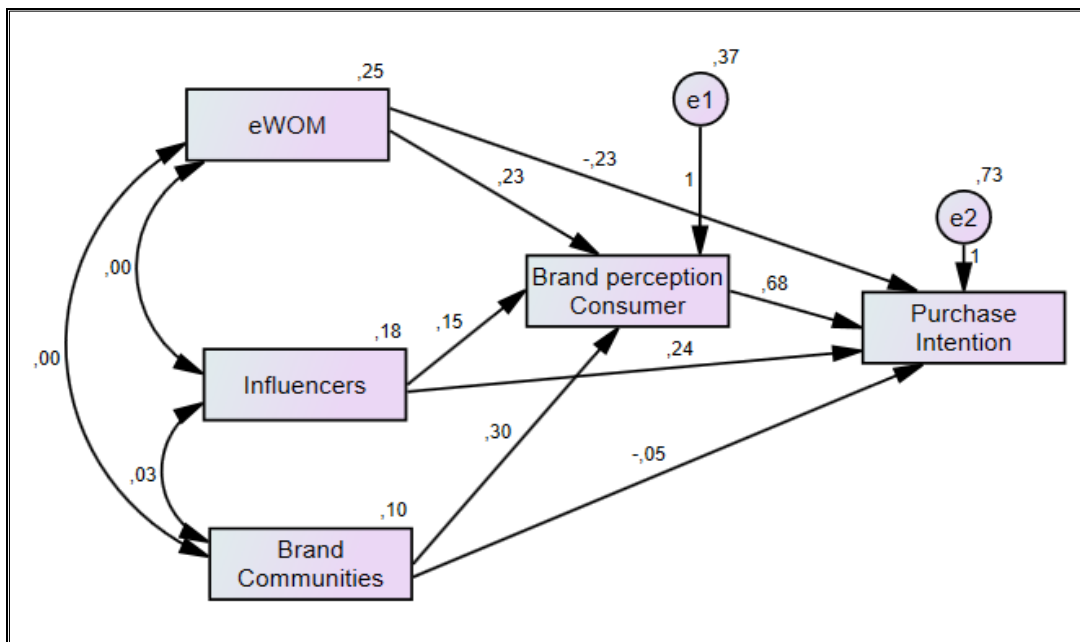 ,25
eWOM
,37
e1
-,23
,23
1
,73
e2
1
,00
Brand perception
Consumer
,68
Purchase
Intention
,18
,15
,24
Influencers
,00
,03
,30
-,05
,10
Brand
Communities